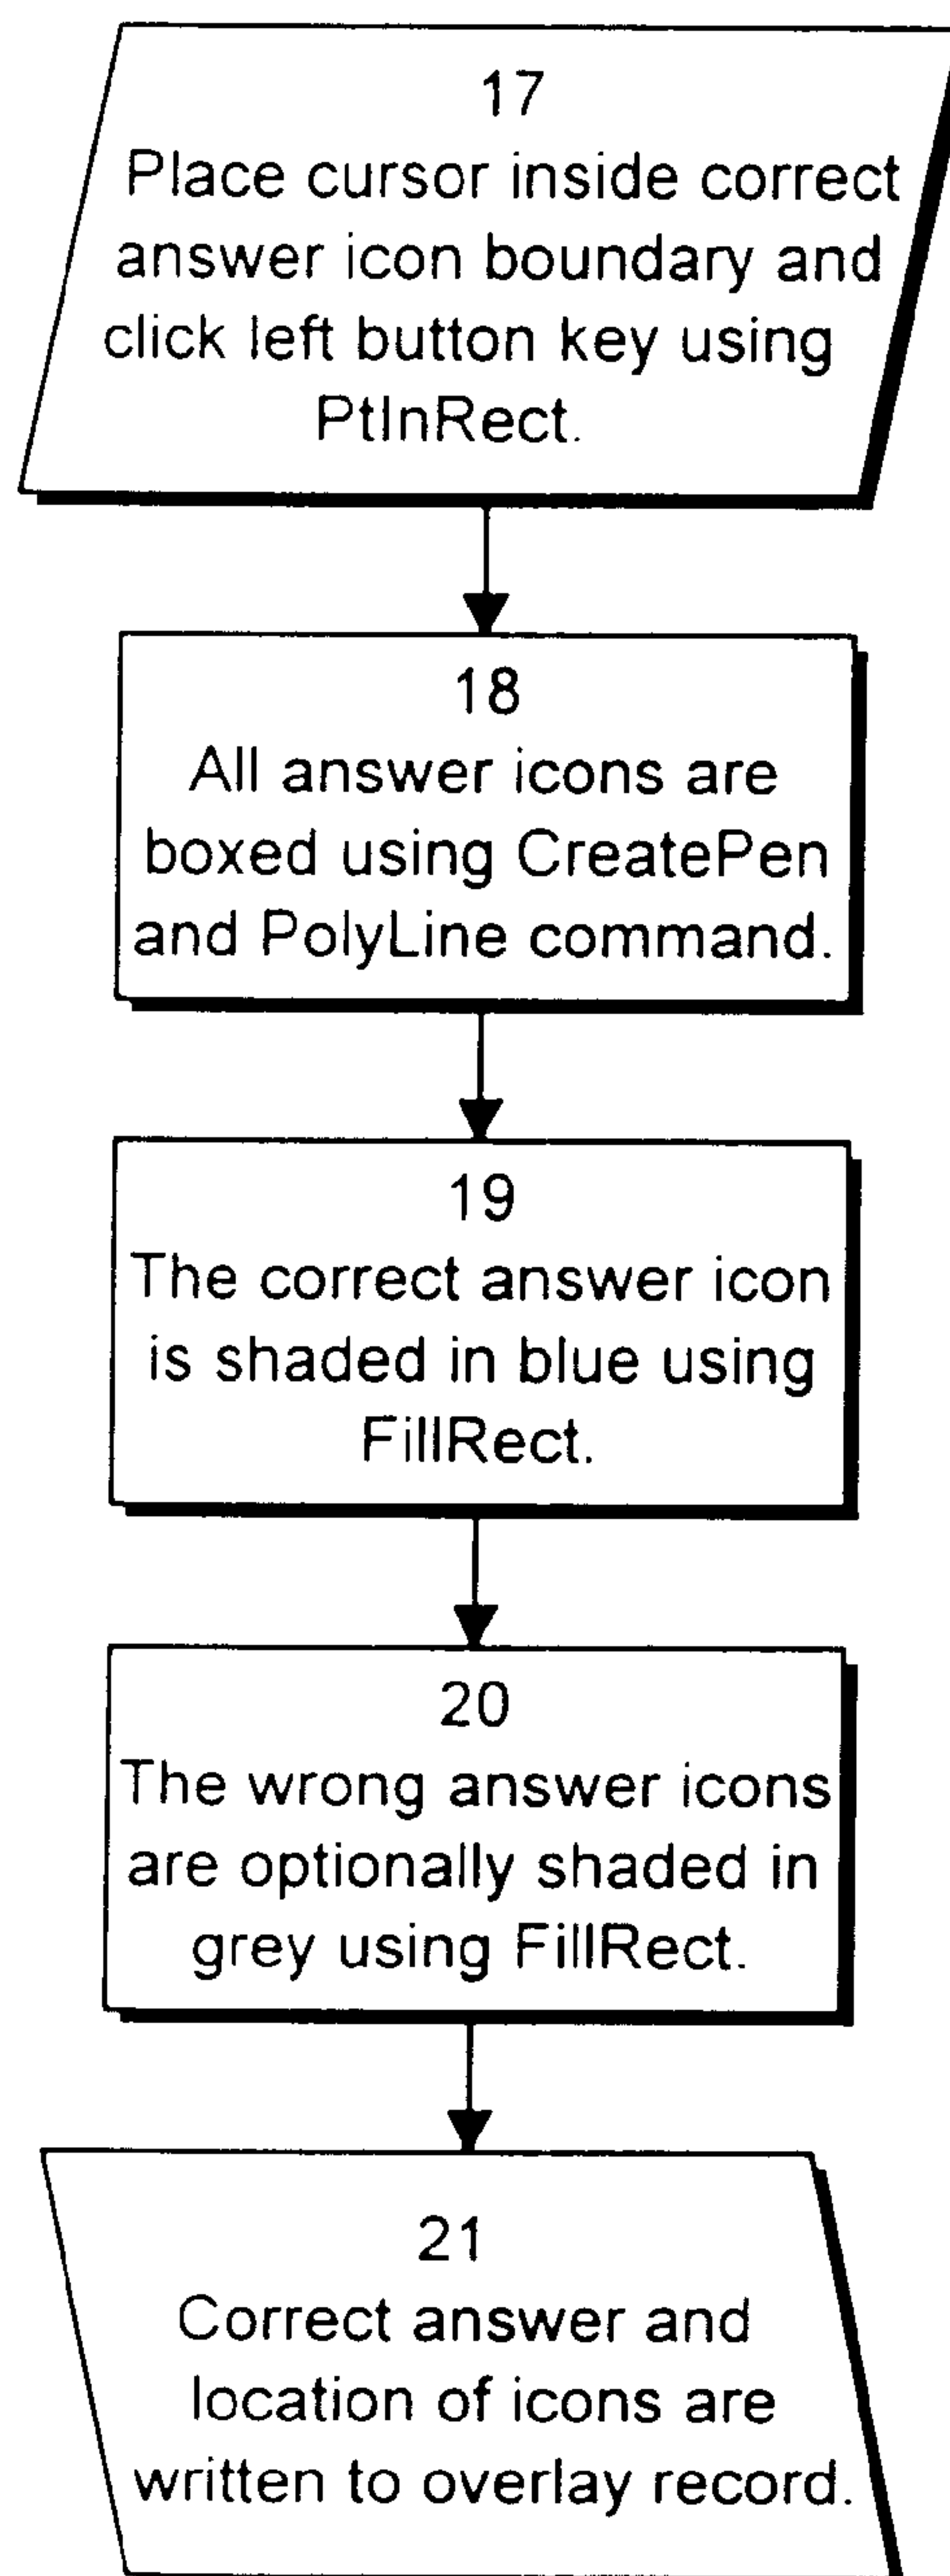 17
Place cursor inside correct
answer icon boundary and
click left button key using
PtInRect.
18
All answer icons are
boxed using CreatePen
and PolyLine command.
19
The correct answer icon
is shaded in blue using
FillRect.
20
The wrong answer icons
are optionally shaded in
grey using FillRect.
21
Correct answer and
location of icons are
written to overlay record.